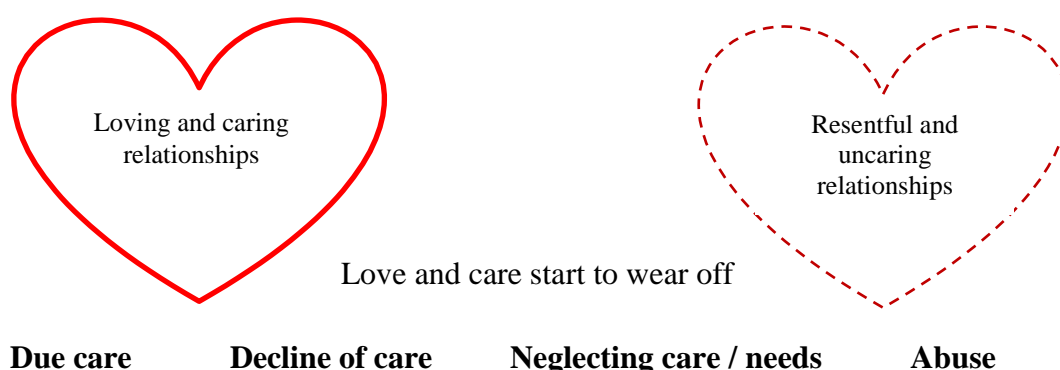 Loving and caring
relationships
Resentful and
uncaring
relationships
Love and care start to wear off
Due care Decline of care Neglecting care / needs Abuse